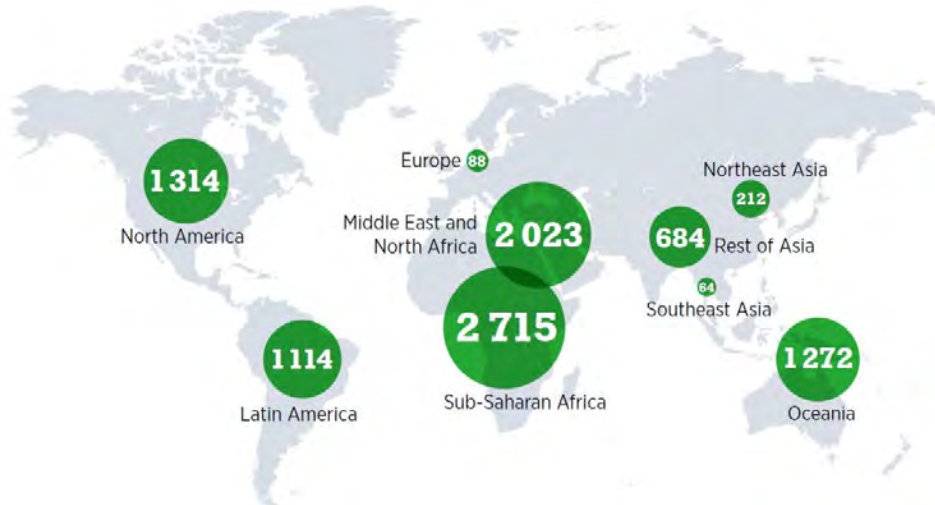 1 314
North America
Europe 88
Northeast Asia
212
Middle East and
North Africa
2 023
684
Rest of Asia
64
Southeast Asia
2 715
Sub-Saharan Africa
1 114
Latin America
1 272
Oceania